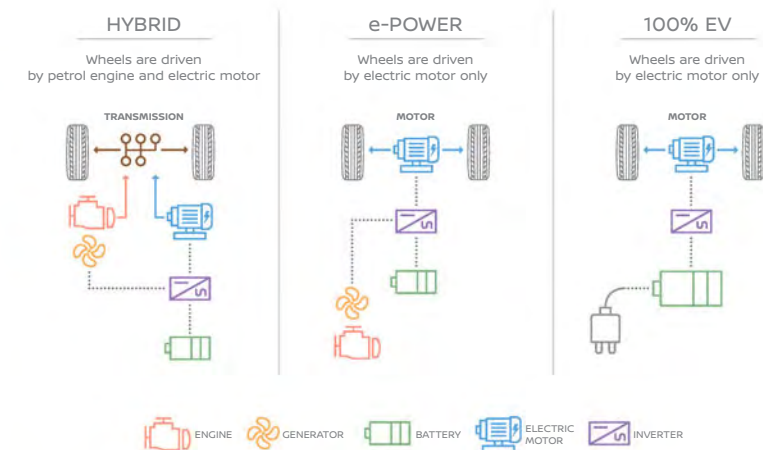 HYBRID
Wheels are driven
by petrol engine and electric motor
TRANSMISSION
e-POWER
Wheels are driven
by electric motor only
MOTOR
100% EV
Wheels are driven
by electric motor only
MOTOR
ENGINE
GENERATOR
BATTERY
ELECTRIC
MOTOR
INVERTER